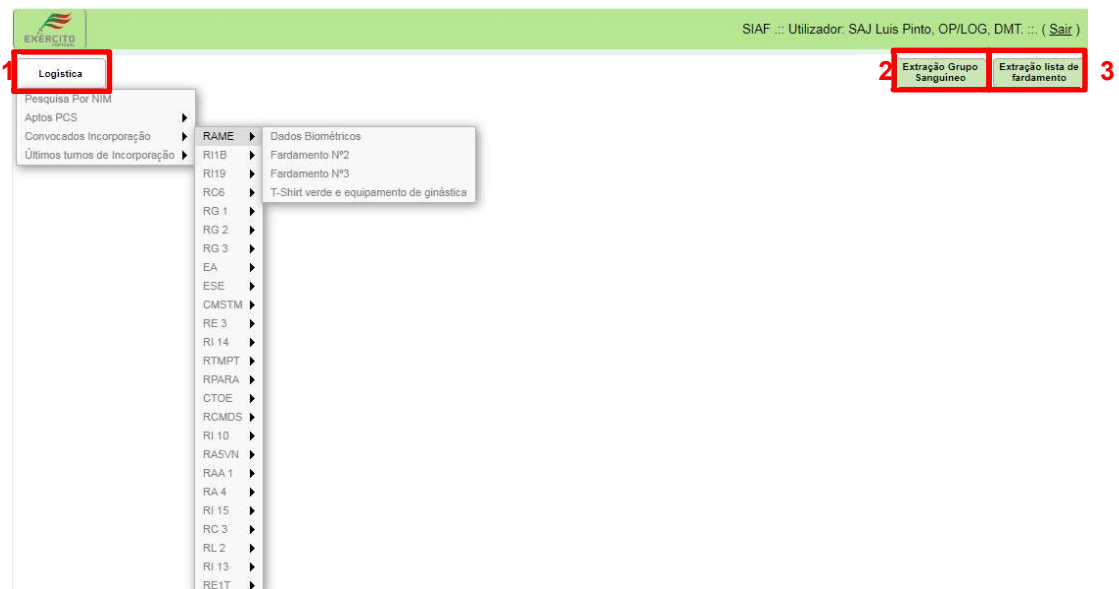 EXÉRCITO
PORTUGAL
SIAF .:: Utilizador: SAJ Luis Pinto, OP/LOG, DMT. ::. ( Sair )
1
Logistica
2
Extração Grupo
Sanguíneo
Extração lista de
fardamento
3
Pesquisa Por NIM
Aptos PCS
Convocados Incorporação
Últimos turnos de Incorporação
RAME
RI1B
RI19
RC6
RG 1
RG 2
RG 3
EA
ESE
CMSTM
RE 3
RI 14
RTMPT
RPARA
CTOE
RCMDS
RI 10
RA5VN
RAA 1
RA 4
RI 15
RC 3
RL 2
RI 13
RE1T
Dados Biométricos
Fardamento Nº2
Fardamento Nº3
T-Shirt verde e equipamento de ginástica